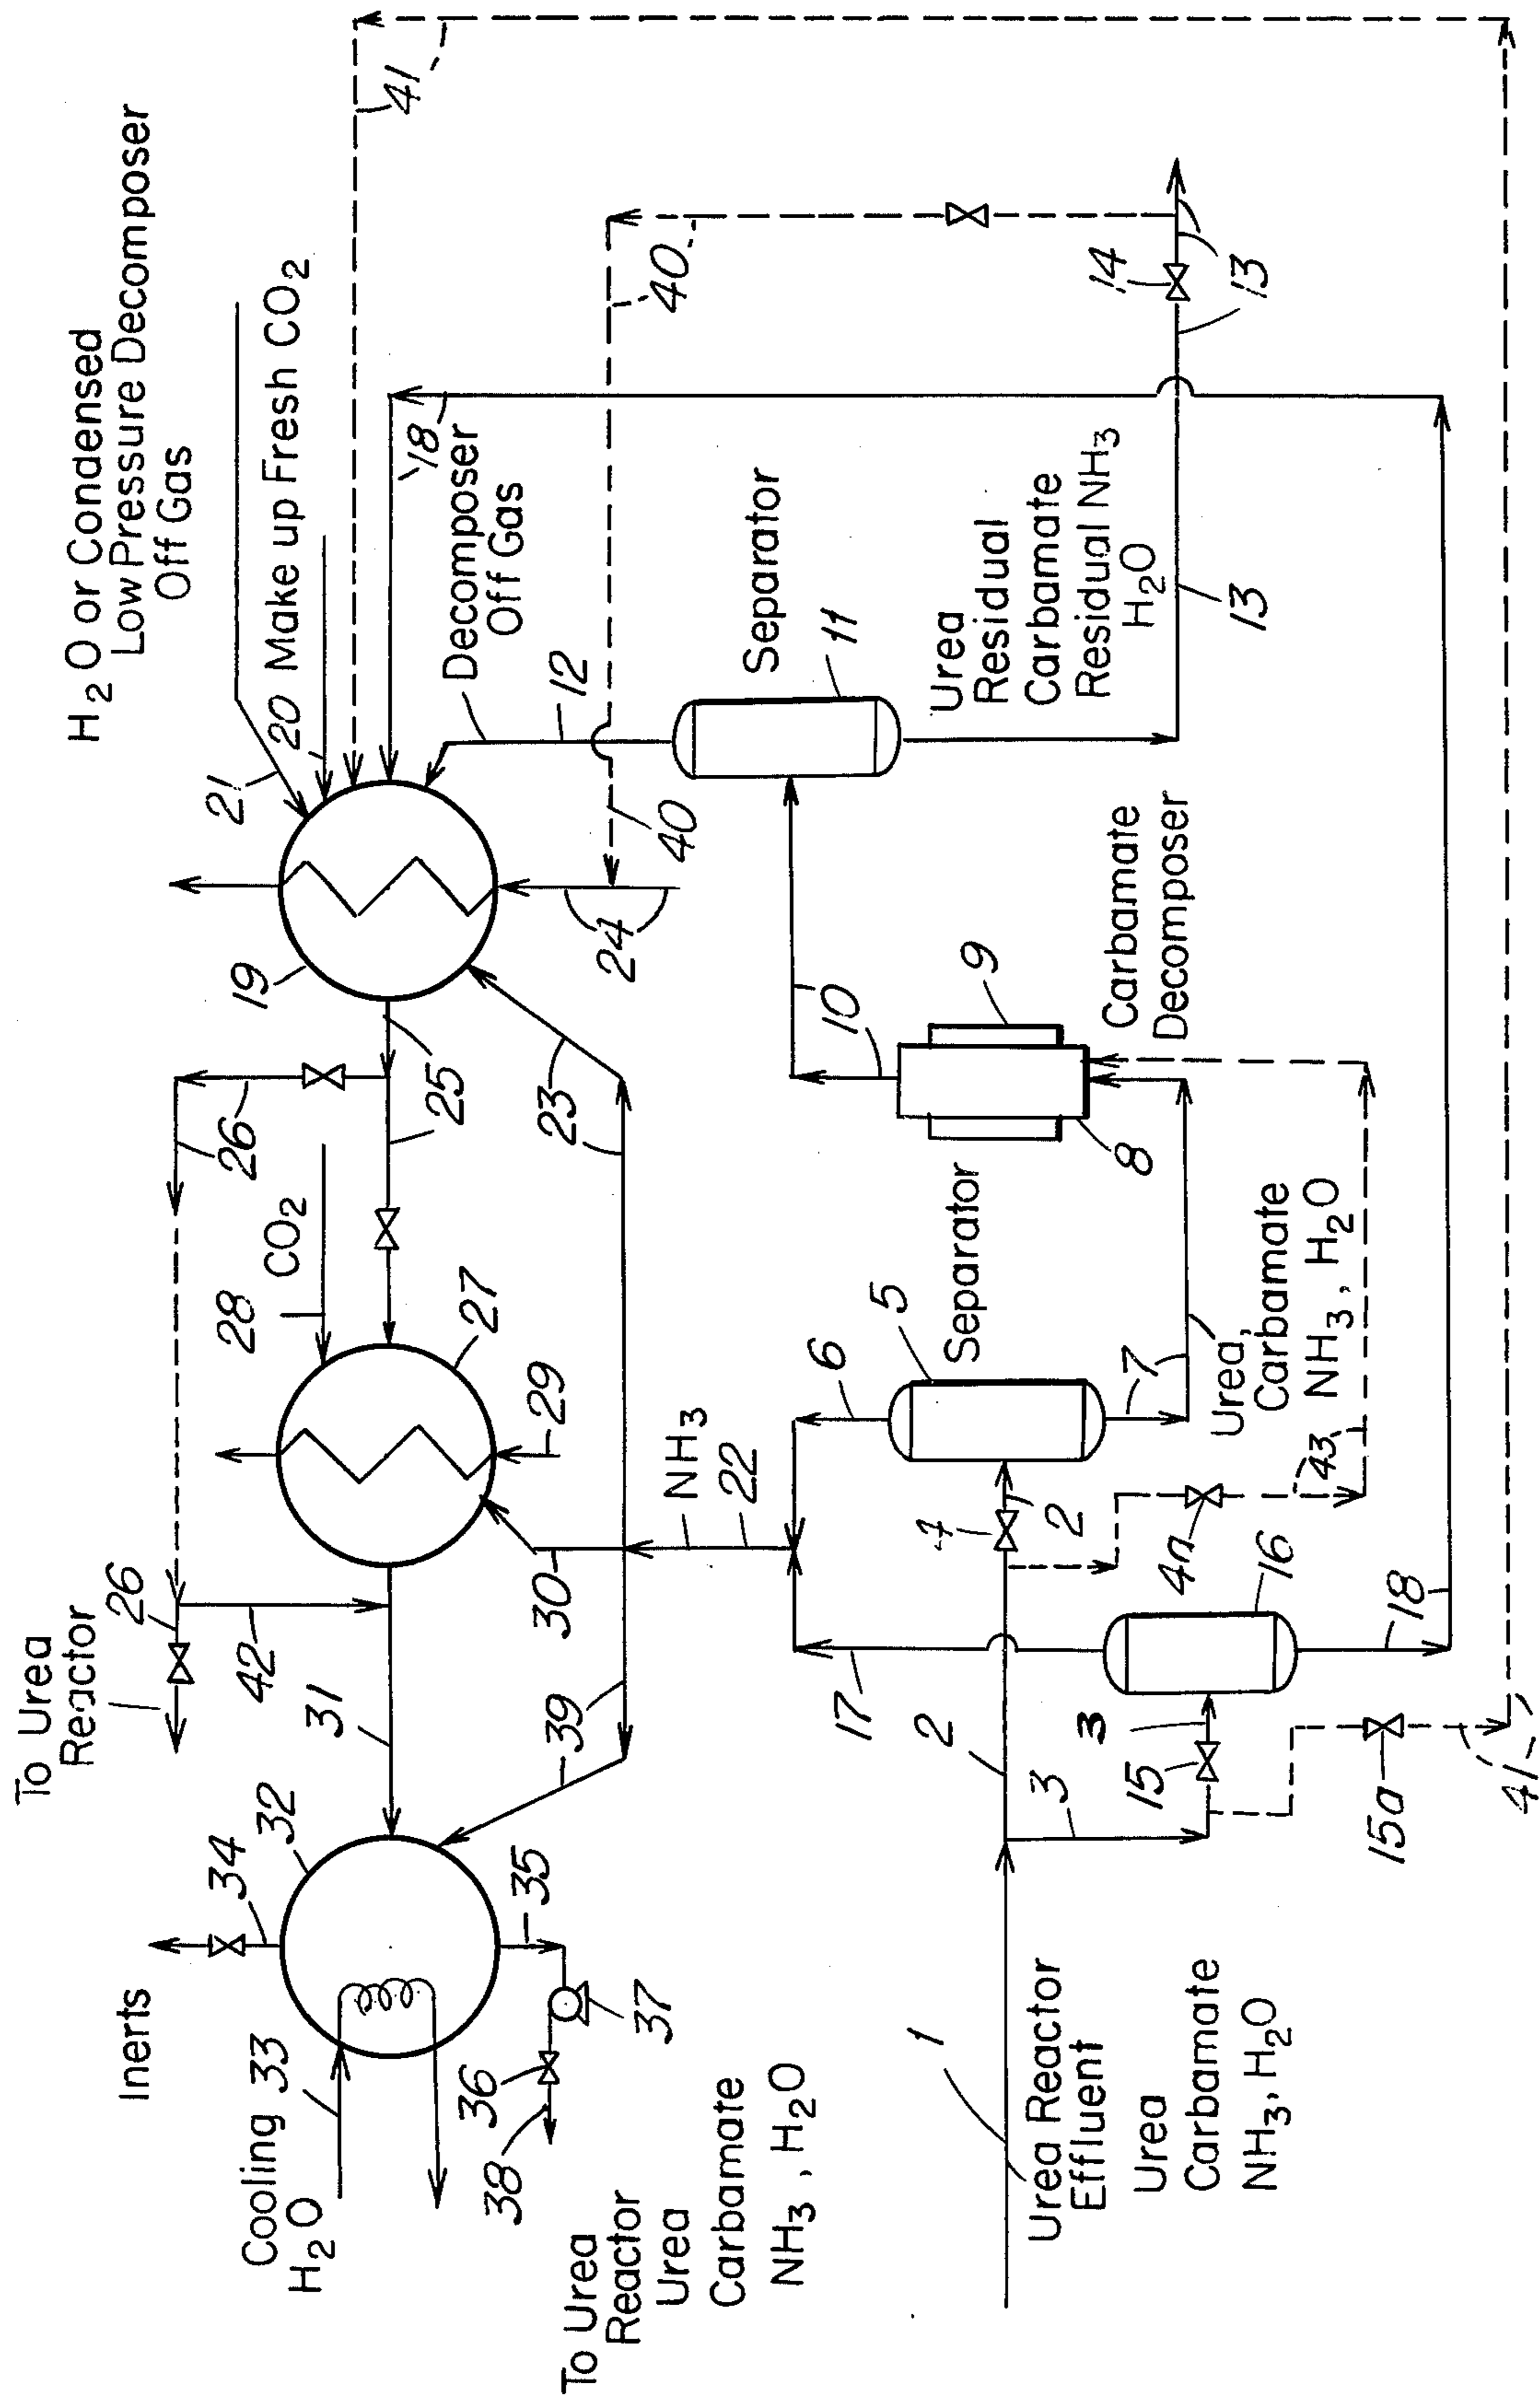 H2O or Condensed
Low Pressure Decomposer
Off Gas
41
21
20 Make up Fresh CO2
18
Decomposer
Off Gas
12
40
40
24
19
25
26
23
28
CO2
27
29
30
NH3
22
39
To Urea
Reactor
26
42
31
32
34
Inerts
Cooling 33
H2O
35
36
37
38
To Urea
Reactor
Urea
Carbamate
NH3, H2O
Separator
11
14
13
13
Urea
Residual
Carbamate
Residual NH3
H2O
10
9
8
Carbamate
Decomposer
6
5
Separator
7
Urea,
Carbamate
NH3, H2O
4
2
4a
43
17
2
16
18
3
15
3
15a
41
1
Urea Reactor
Effluent
Urea
Carbamate
NH3, H2O